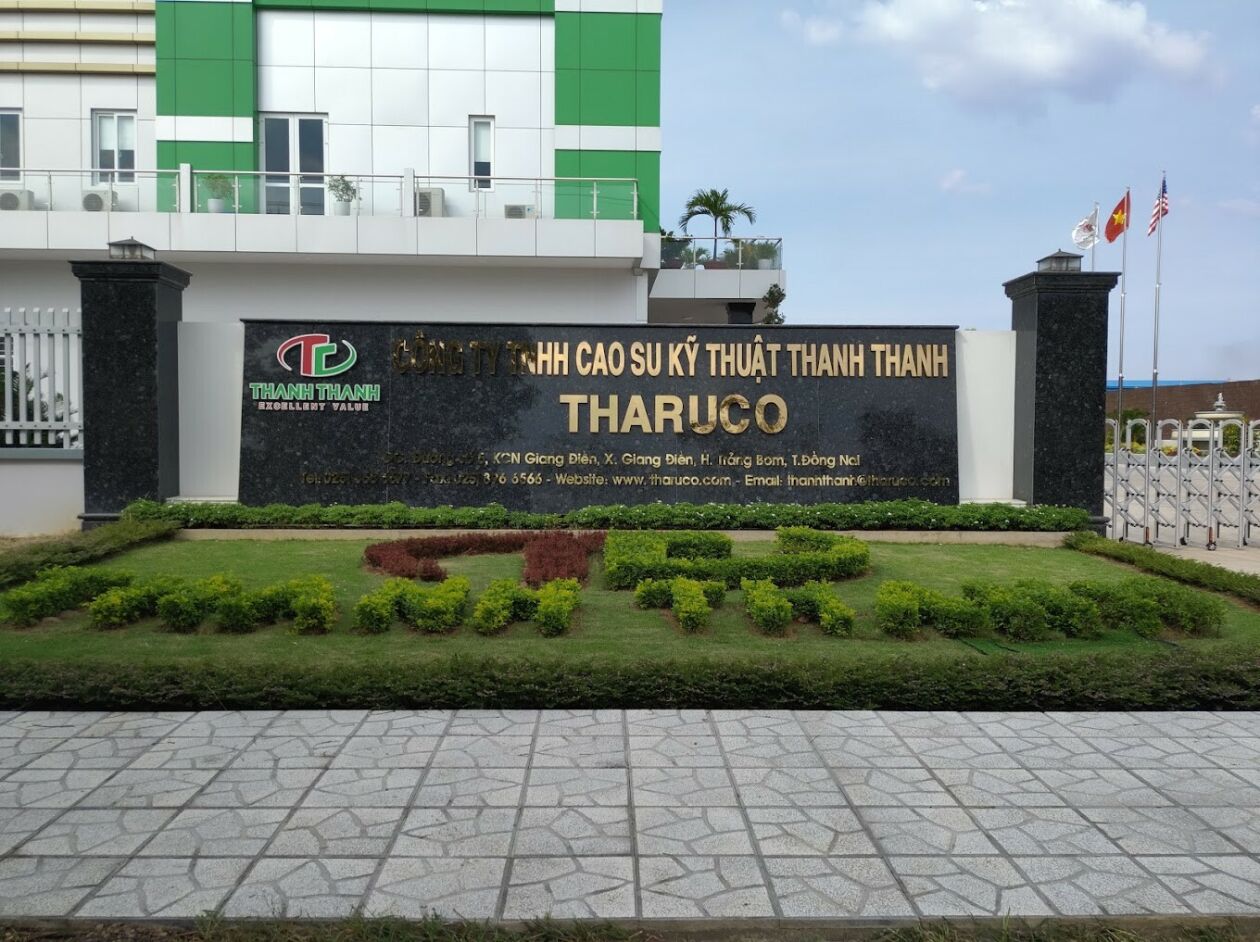 THANH THANH
EXCELLENT VALUE
CÔNG TY TNHH CAO SU KỸ THUẬT THANH THANH
THARUCO
KCN Giang Điền, X. Giang Điền, H. Trảng Bom, T.Đồng Nai
6566 - Website: www.tharuco.com - Email: thanhthanh@tharuco.com